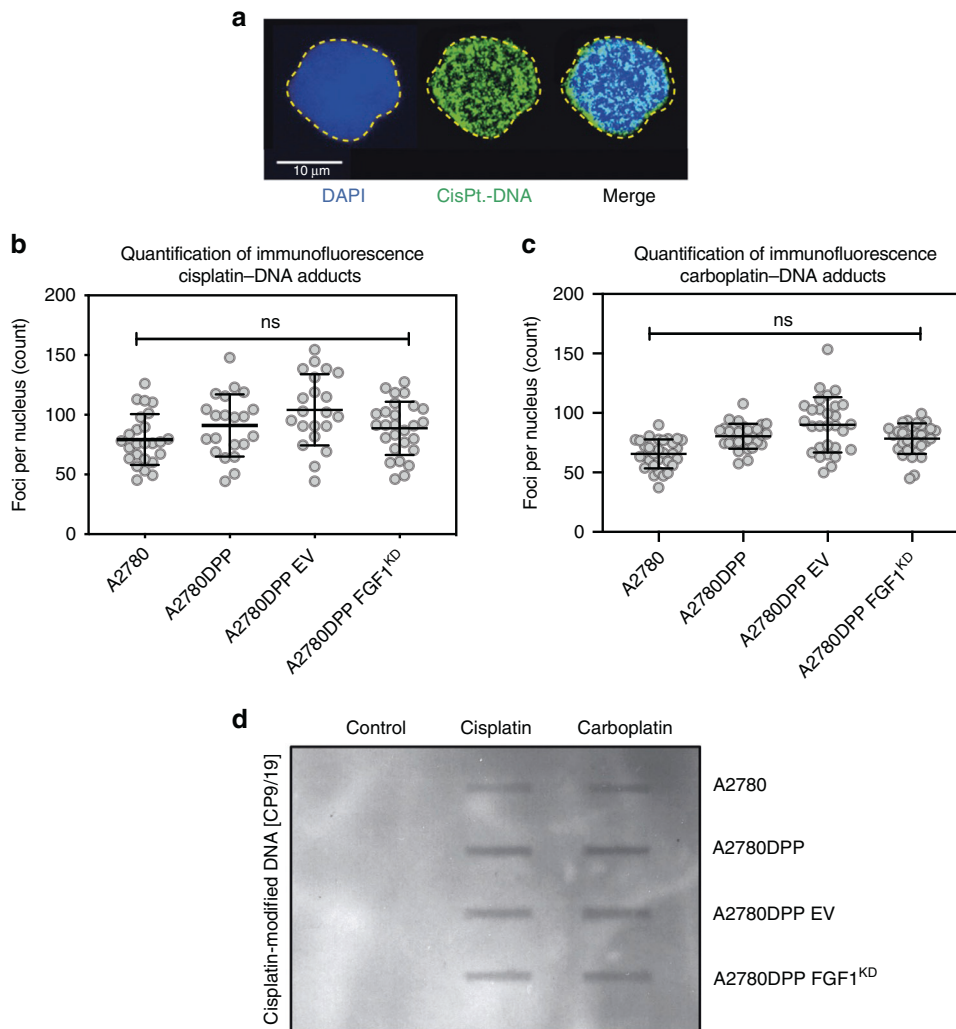 a
10 µm
DAPI
CisPt.-DNA
Merge
b
Quantification of immunofluorescence
cisplatin–DNA adducts
Foci per nucleus (count)
200
150
100
50
0
ns
A2780
A2780DPP
A2780DPP EV
A2780DPP FGF1ᴷᴰ
c
Quantification of immunofluorescence
carboplatin–DNA adducts
Foci per nucleus (count)
200
150
100
50
0
ns
A2780
A2780DPP
A2780DPP EV
A2780DPP FGF1ᴷᴰ
d
Control
Cisplatin
Carboplatin
Cisplatin-modified DNA [CP9/19]
A2780
A2780DPP
A2780DPP EV
A2780DPP FGF1ᴷᴰ